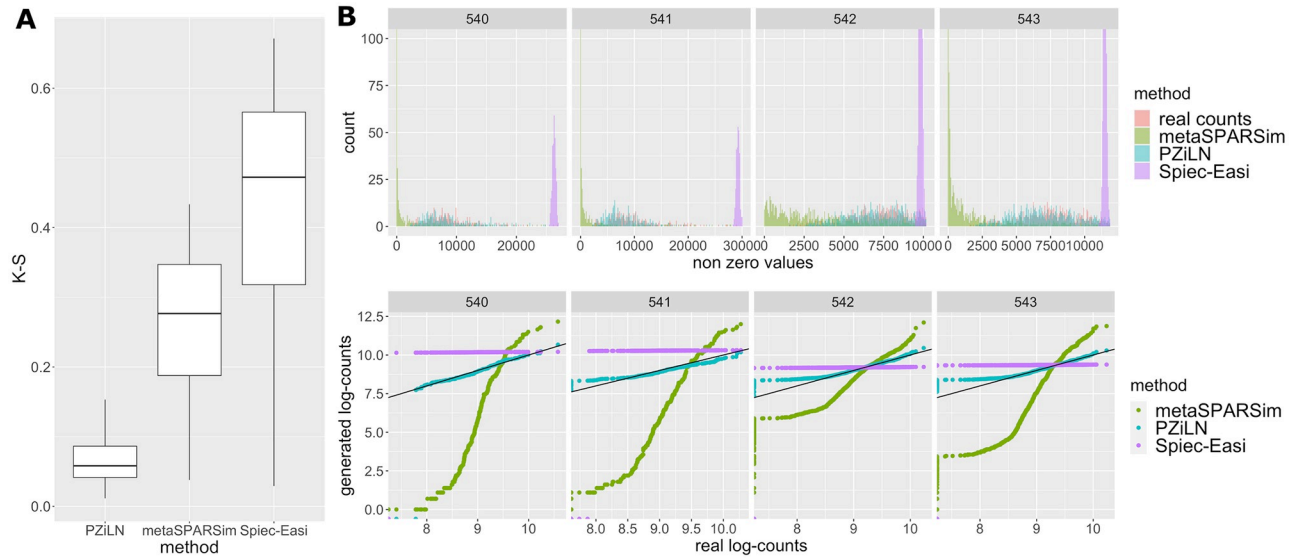 A
0.6
0.4
0.2
0.0
K-S
PZiLN metaSPARSim Spiec-Easi
method
B
540 541 542 543
100
75
50
25
0
count
0 10000 20000 0 10000 20000 30000 0 2500 5000 7500 10000 0 2500 5000 7500 10000
non zero values
method
real counts
metaSPARSim
PZiLN
Spiec-Easi
540 541 542 543
12.5
10.0
7.5
5.0
2.5
0.0
generated log-counts
8 9 10 8.0 8.5 9.0 9.5 10.0 8 9 10 8 9 10
real log-counts
method
metaSPARSim
PZiLN
Spiec-Easi